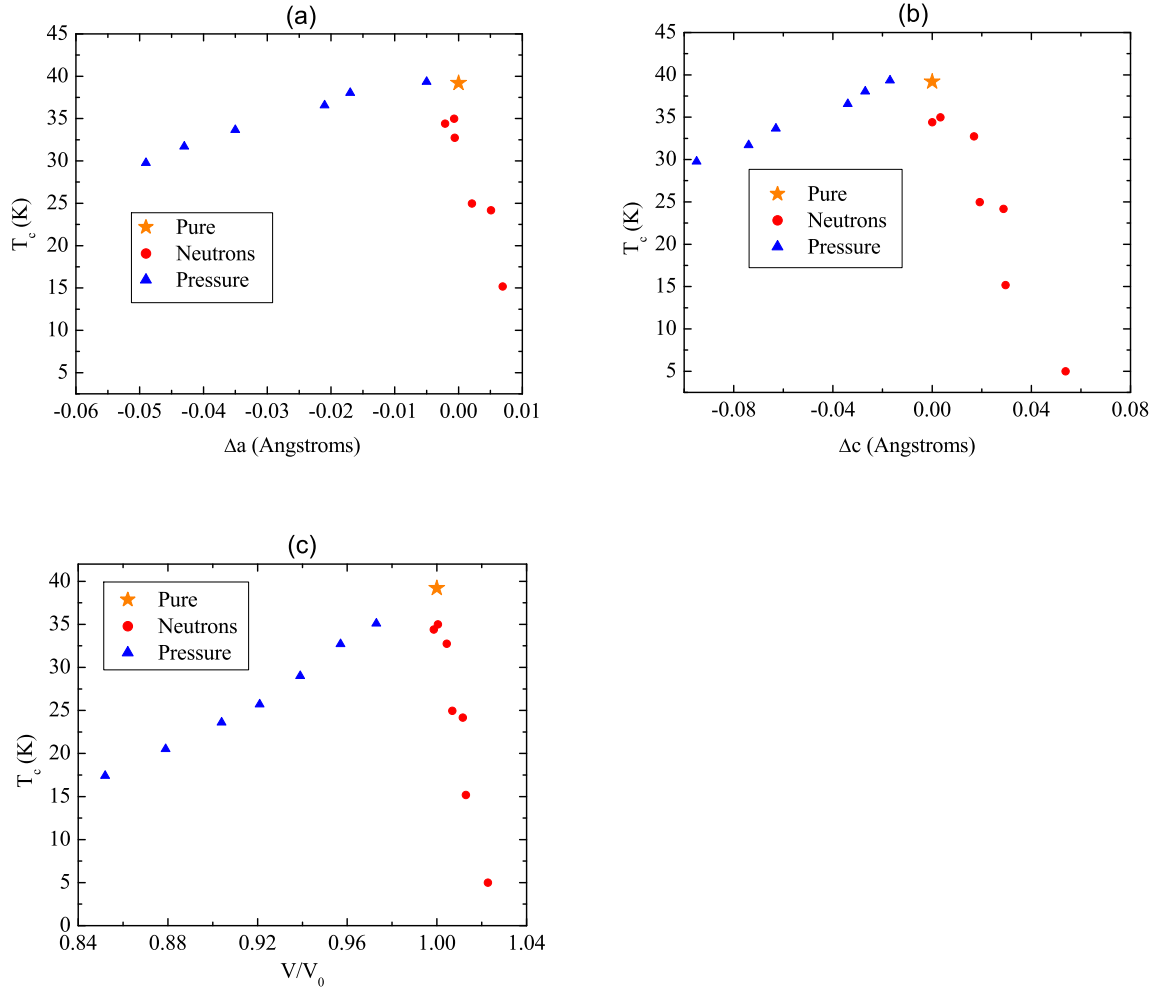 (a)
45
40
35
30
25
20
15
10
5
T_c (K)
Pure
Neutrons
Pressure
-0.06 -0.05 -0.04 -0.03 -0.02 -0.01 0.00 0.01
Δa (Angstroms)
(b)
45
40
35
30
25
20
15
10
5
T_c (K)
Pure
Neutrons
Pressure
-0.08 -0.04 0.00 0.04 0.08
Δc (Angstroms)
(c)
40
35
30
25
20
15
10
5
0
T_c (K)
Pure
Neutrons
Pressure
0.84 0.88 0.92 0.96 1.00 1.04
V/V_0